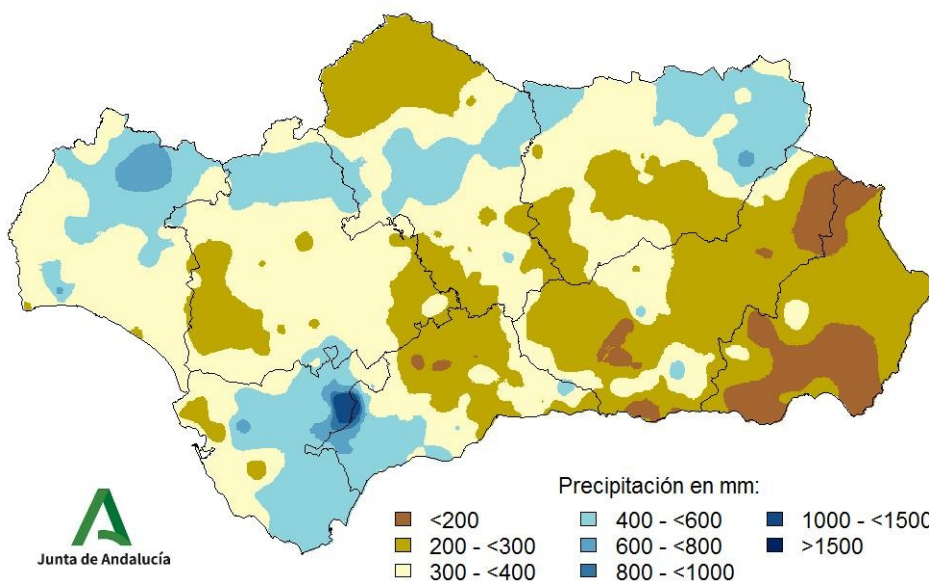 Precipitación en mm:
<200
200 - <300
300 - <400
400 - <600
600 - <800
800 - <1000
1000 - <1500
>1500
Junta de Andalucía